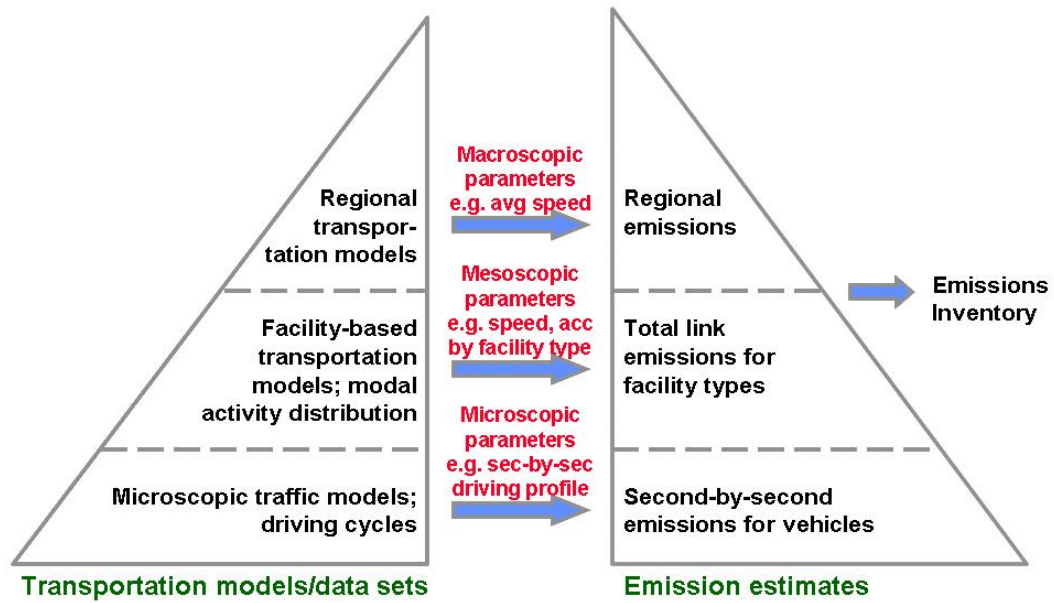 Macroscopic
parameters
e.g. avg speed
Regional
transpor-
tation models
Regional
emissions
Mesoscopic
parameters
e.g. speed, acc
by facility type
Emissions
Inventory
Facility-based
transportation
models; modal
activity distribution
Total link
emissions for
facility types
Microscopic
parameters
e.g. sec-by-sec
driving profile
Microscopic traffic models;
driving cycles
Second-by-second
emissions for vehicles
Transportation models/data sets
Emission estimates